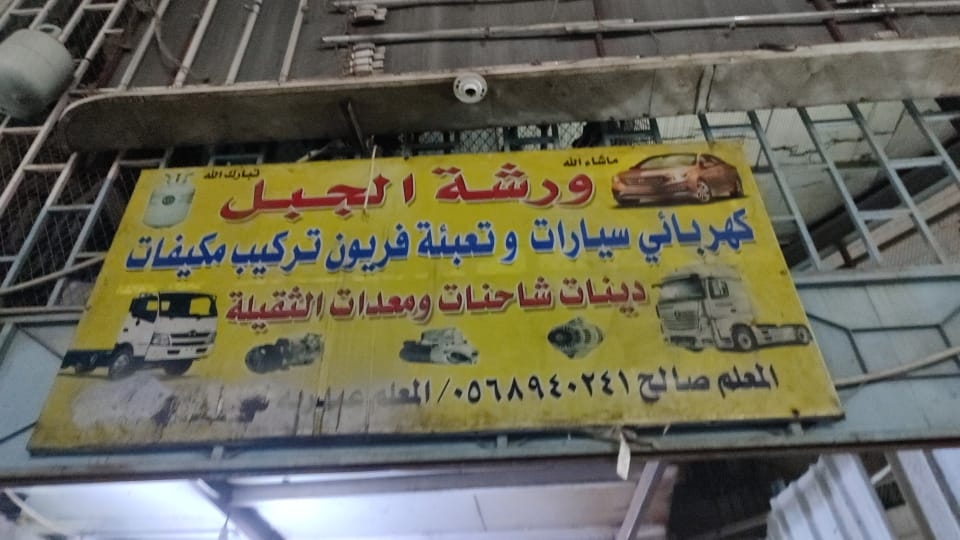 ماشاء الله تبارك الله
ورشة الجبل
كهربائي سيارات وتعبئة فريون تركيب مكيفات
دينات شاحنات ومعدات الثقيلة
المعلم صالح ٠٥٦٨٩٤٠٢٤١/ المعلم